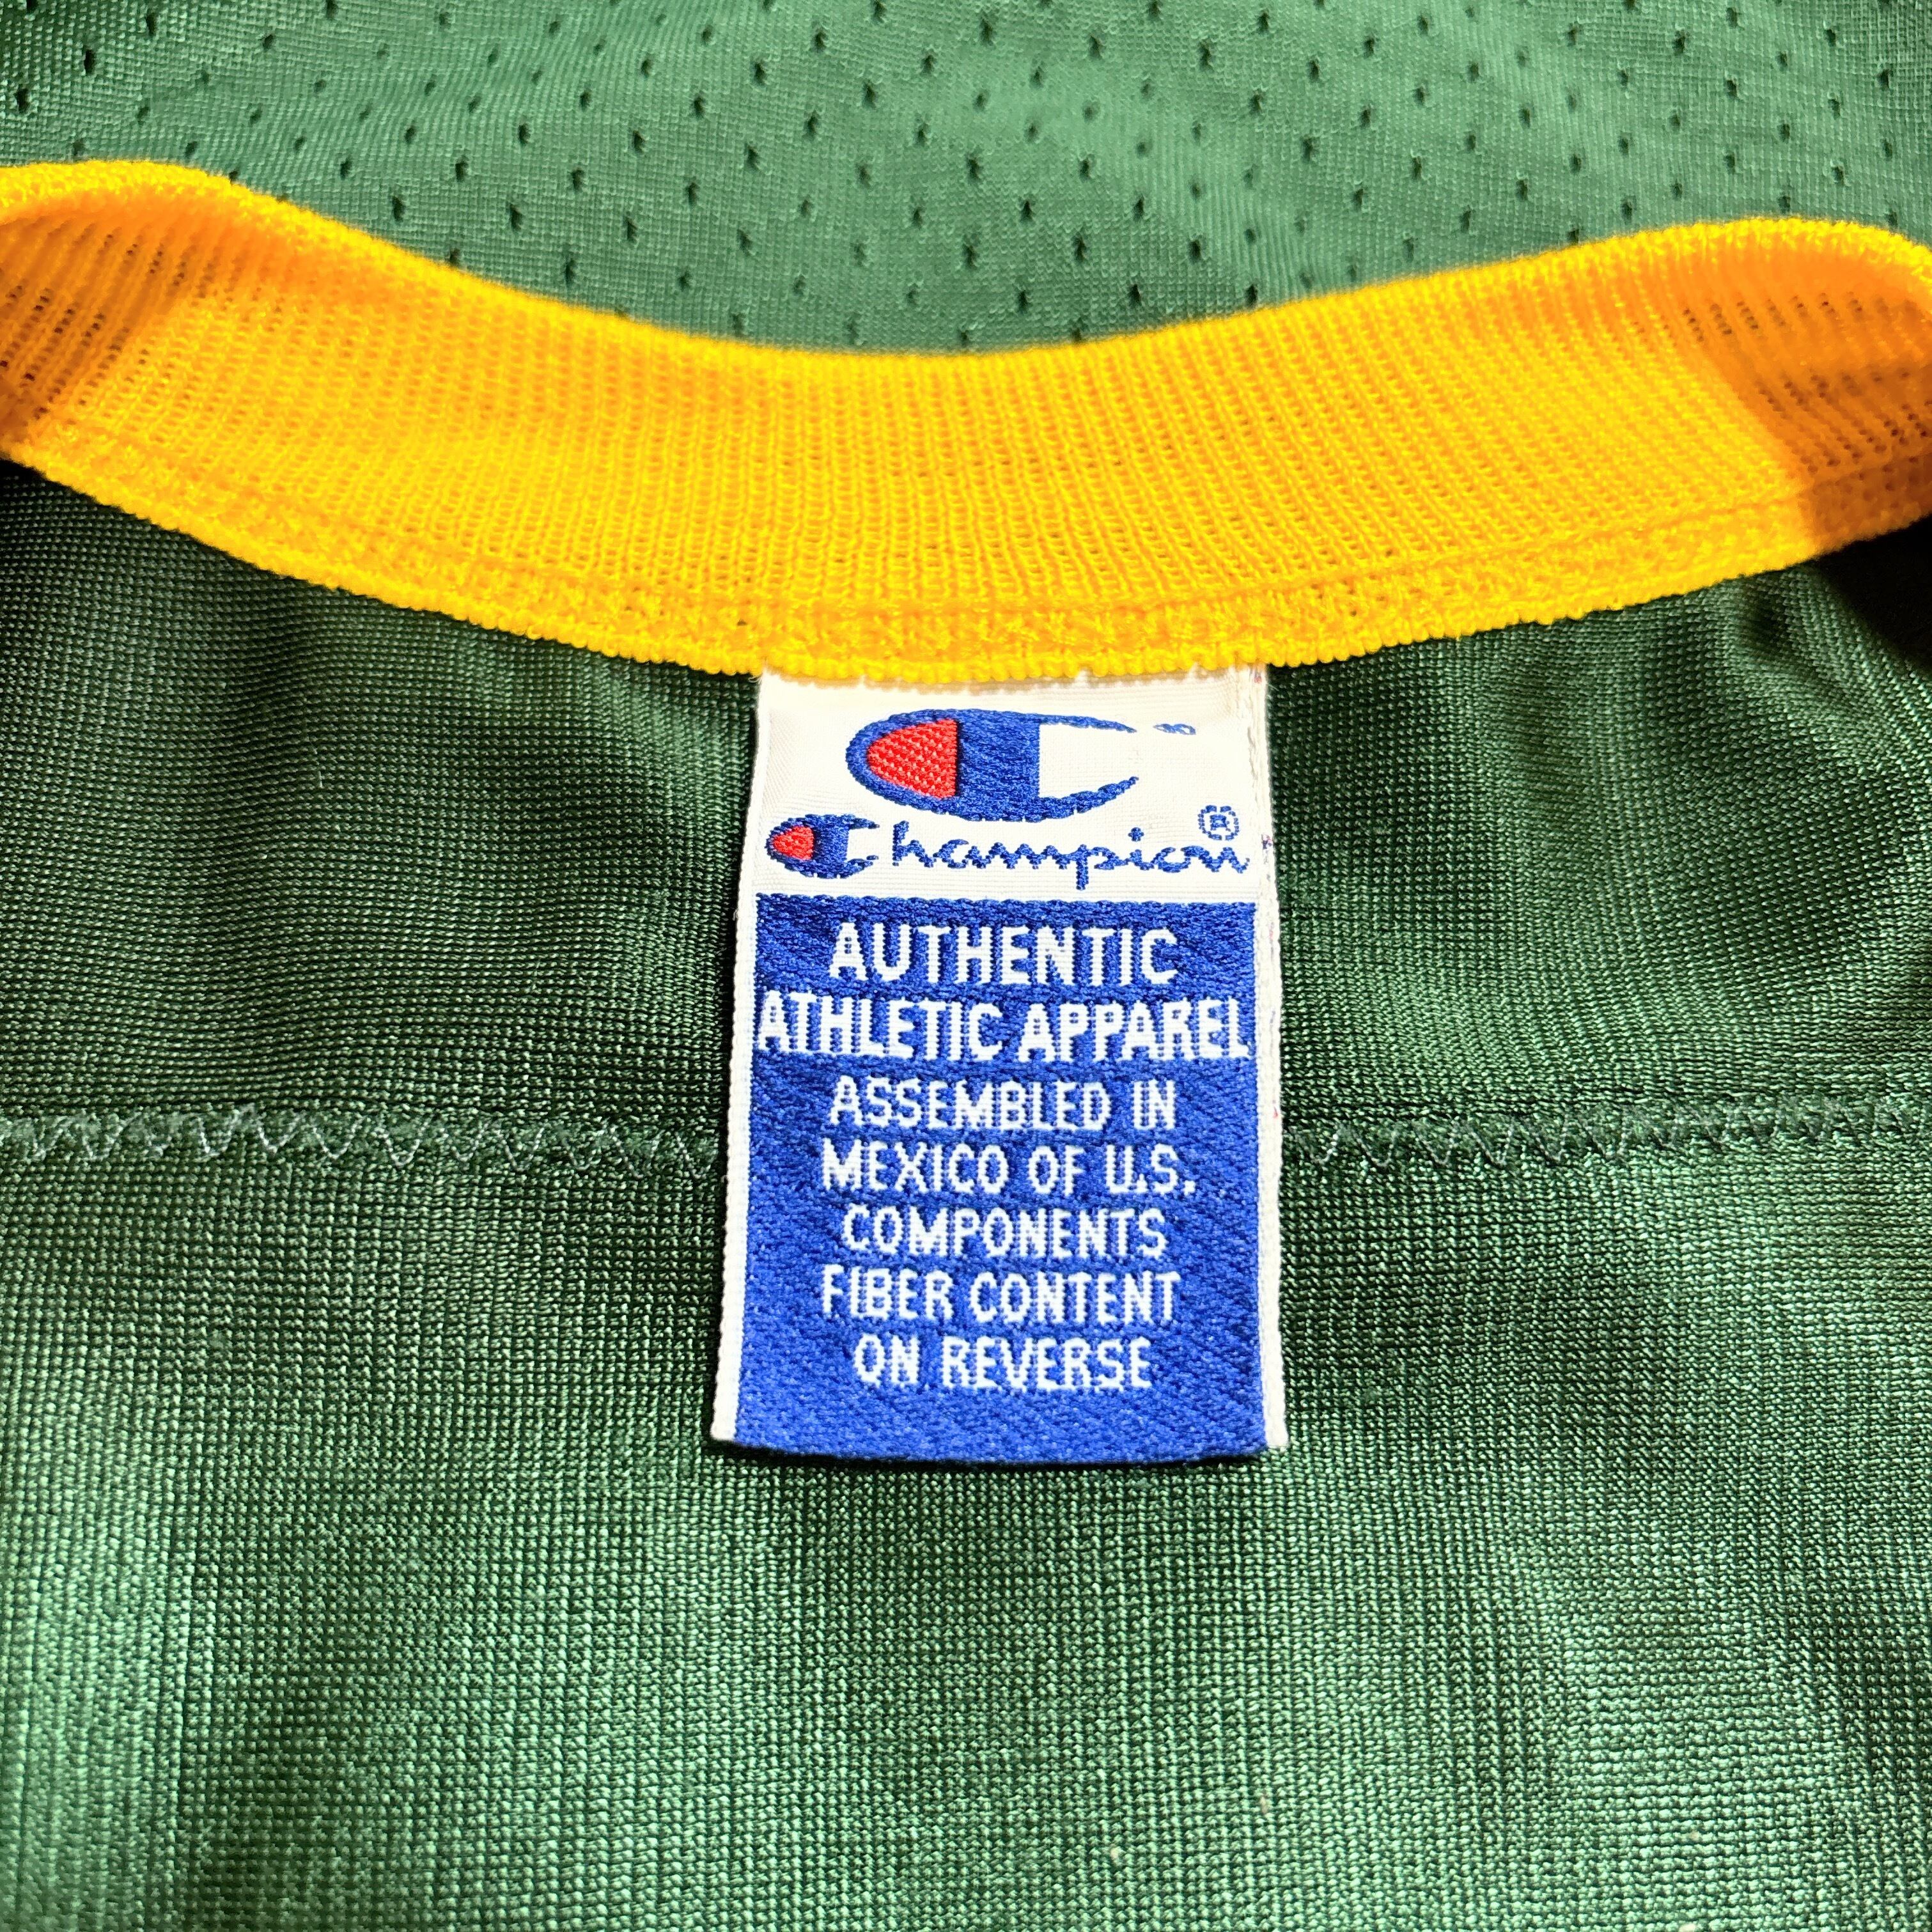 Champion®
AUTHENTIC
ATHLETIC APPAREL
ASSEMBLED IN
MEXICO OF U.S.
COMPONENTS
FIBER CONTENT
ON REVERSE